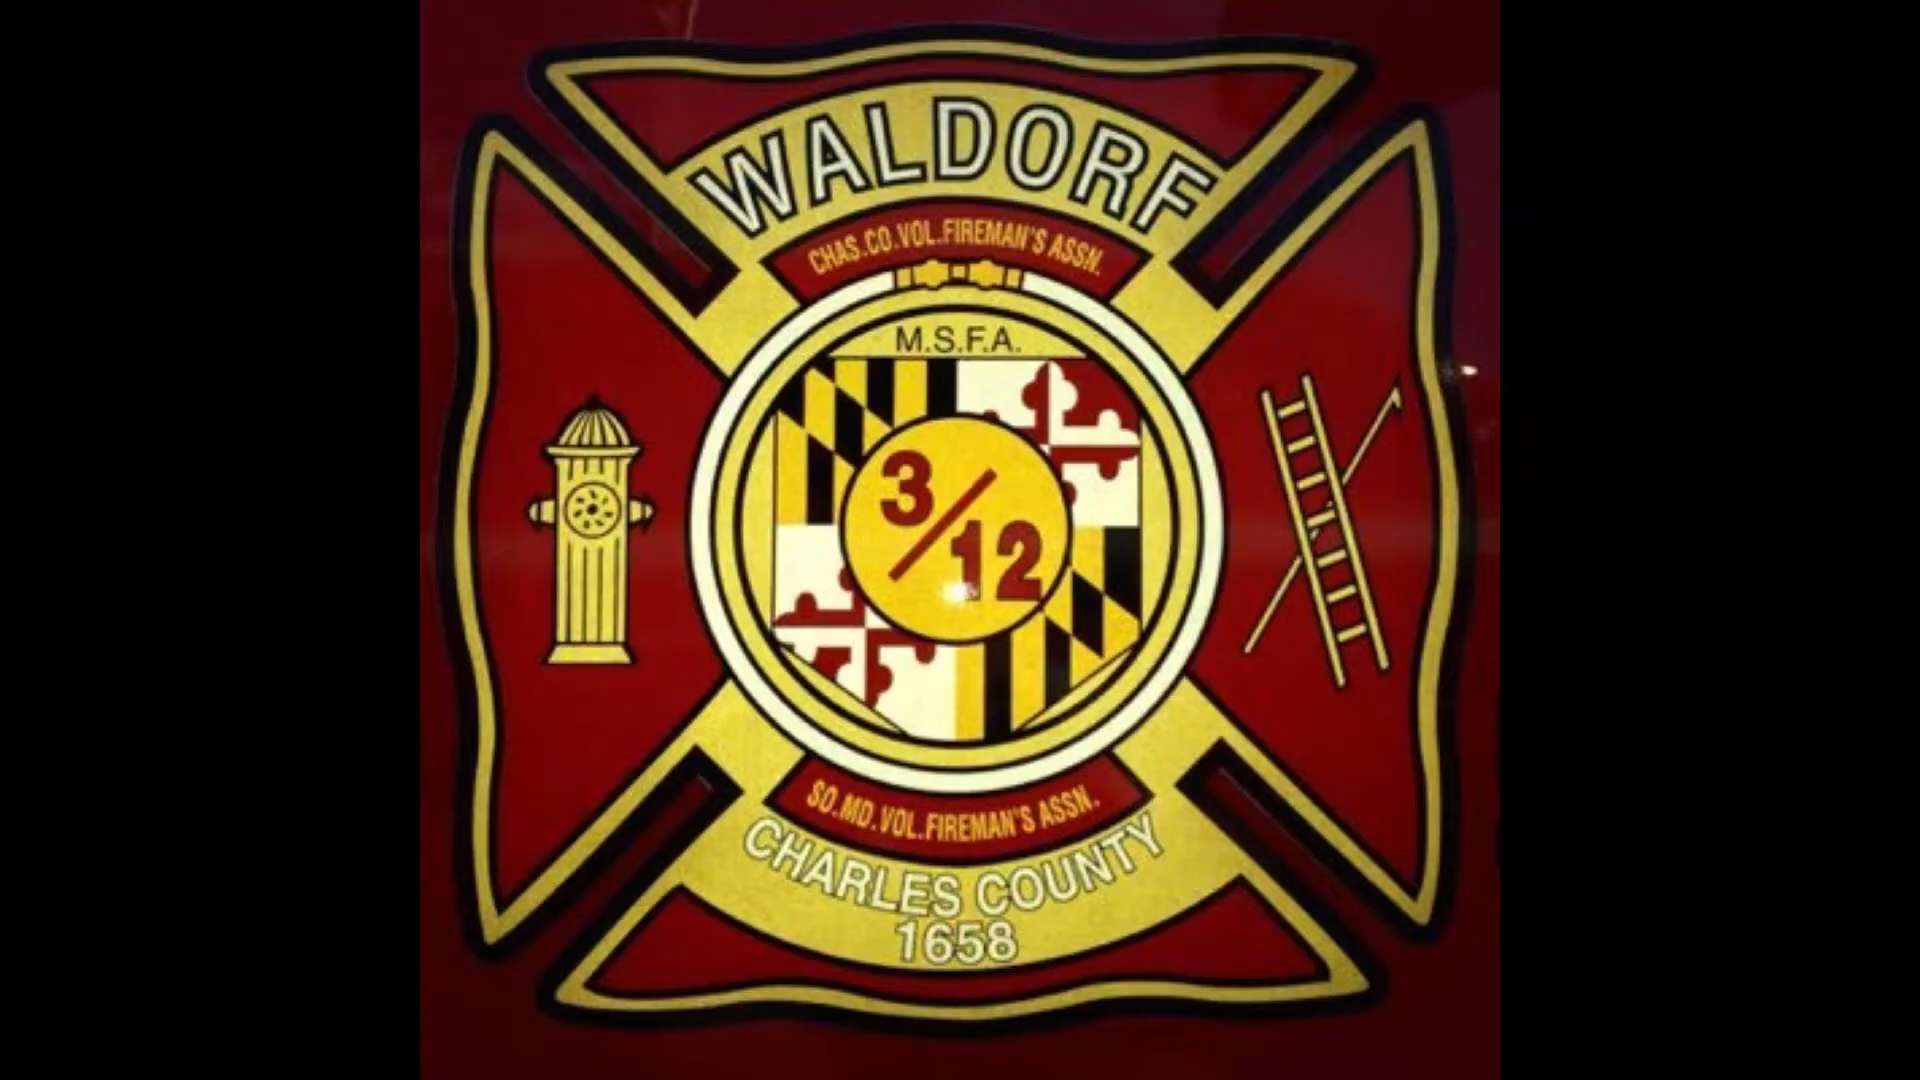 WALDORF
CHAS.CO.VOL.FIREMAN'S ASSN.
M.S.F.A.
3/12
SO.MD.VOL.FIREMAN'S ASSN.
CHARLES COUNTY
1658